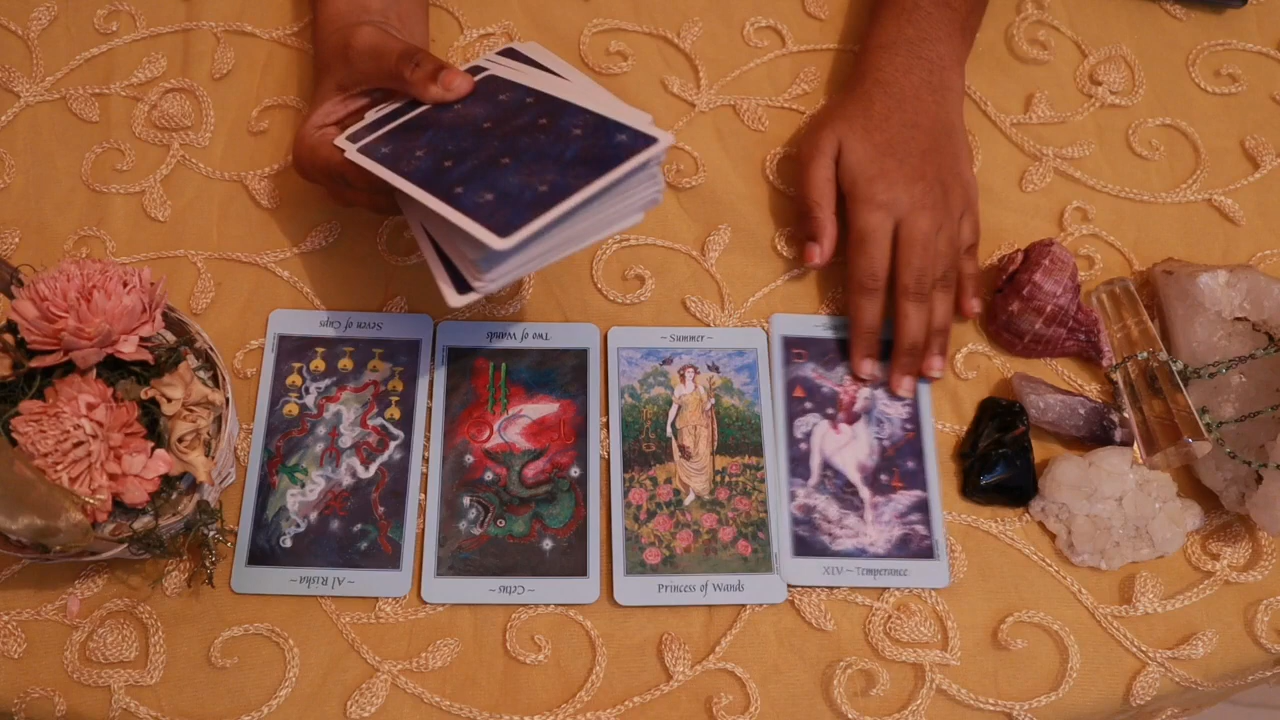 Seven of Cups
~ Al Risha ~
Two of Wands
~ Cetus ~
~ Summer ~
Princess of Wands
XIV ~ Temperance